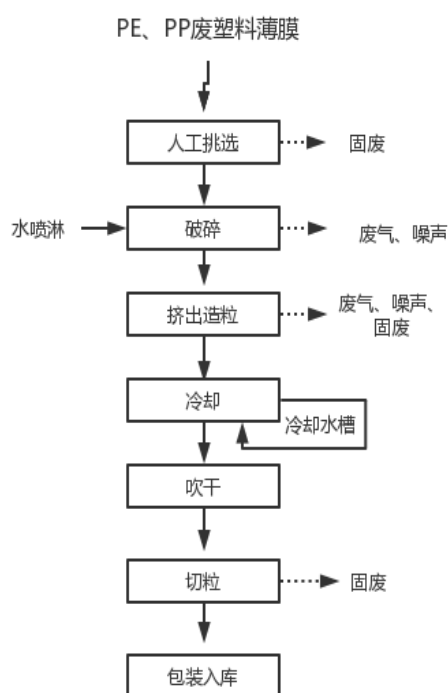 PE、PP废塑料薄膜
人工挑选
固废
水喷淋
破碎
废气、噪声
挤出造粒
废气、噪声、
固废
冷却
冷却水槽
吹干
切粒
固废
包装入库